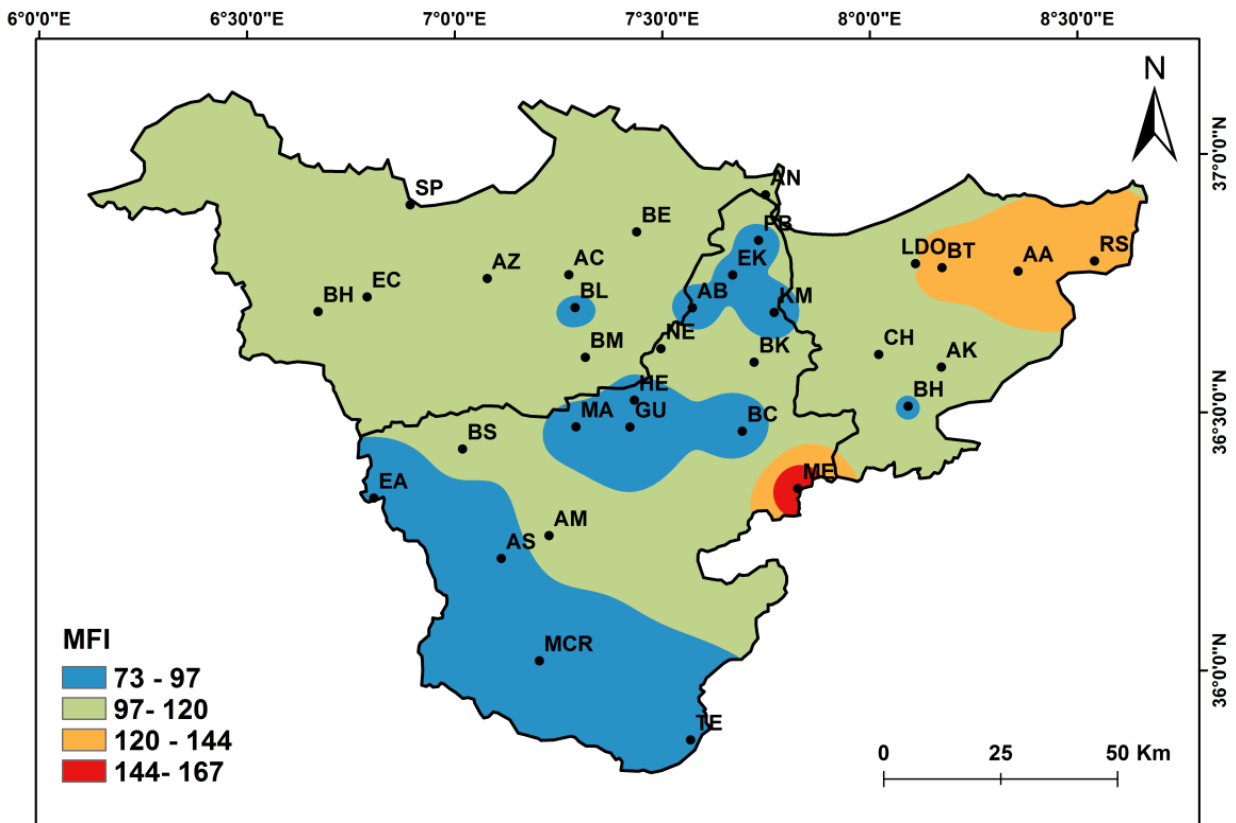 6°0'0"E 6°30'0"E 7°0'0"E 7°30'0"E 8°0'0"E 8°30'0"E
N
37°0'0"N
SP
AN
BE
PB
LDO
BT
AA
RS
AZ
AC
EK
BH
EC
BL
AB
KM
BM
NE
BK
CH
AK
HE
BH
MA
GU
BC
36°30'0"N
BS
EA
ME
AM
AS
MCR
36°0'0"N
TE
MFI
73 - 97
97- 120
120 - 144
144- 167
0 25 50 Km